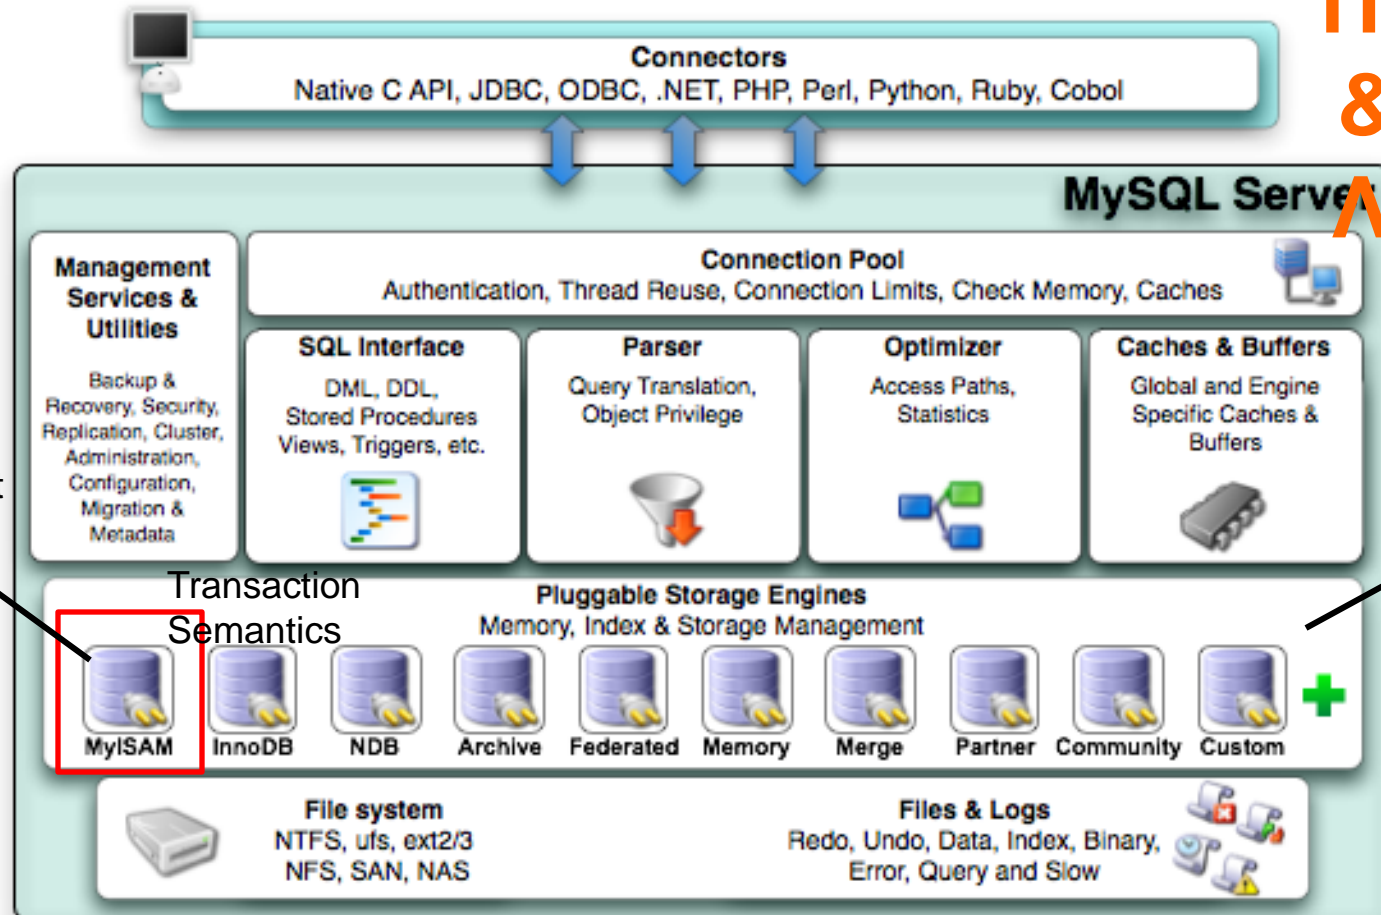 Connectors
Native C API, JDBC, ODBC, .NET, PHP, Perl, Python, Ruby, Cobol
&
MySQL Server
Management
Services &
Utilities
Backup &
Recovery, Security,
Replication, Cluster,
Administration,
Configuration,
Migration &
Metadata
Connection Pool
Authentication, Thread Reuse, Connection Limits, Check Memory, Caches
SQL Interface
DML, DDL,
Stored Procedures
Views, Triggers, etc.
Parser
Query Translation,
Object Privilege
Optimizer
Access Paths,
Statistics
Caches & Buffers
Global and Engine
Specific Caches &
Buffers
Transaction
Semantics
Pluggable Storage Engines
Memory, Index & Storage Management
MyISAM
InnoDB
NDB
Archive
Federated
Memory
Merge
Partner
Community
Custom
File system
NTFS, ufs, ext2/3
NFS, SAN, NAS
Files & Logs
Redo, Undo, Data, Index, Binary,
Error, Query and Slow